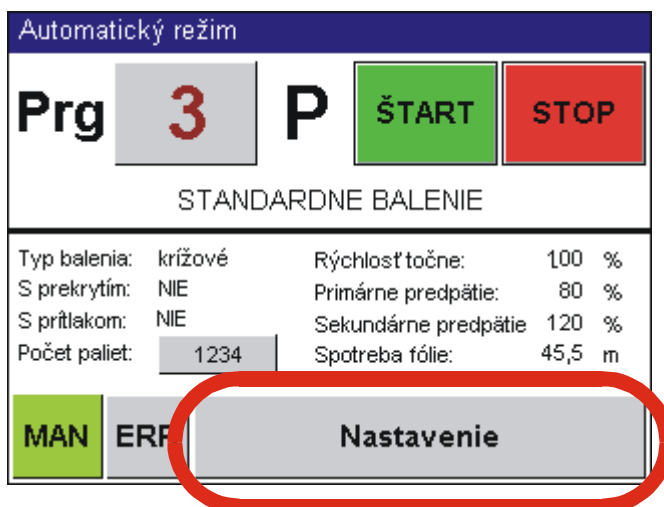 Automatický režim
Prg 3 P ŠTART STOP
STANDARDNE BALENIE
Typ balenia: krížové Rýchlosť točne: 100 %
S prekrytím: NIE Primárne predpätie: 80 %
S prítlakom: NIE Sekundárne predpätie 120 %
Počet paliet: 1234 Spotreba fólie: 45,5 m
MAN ERR Nastavenie